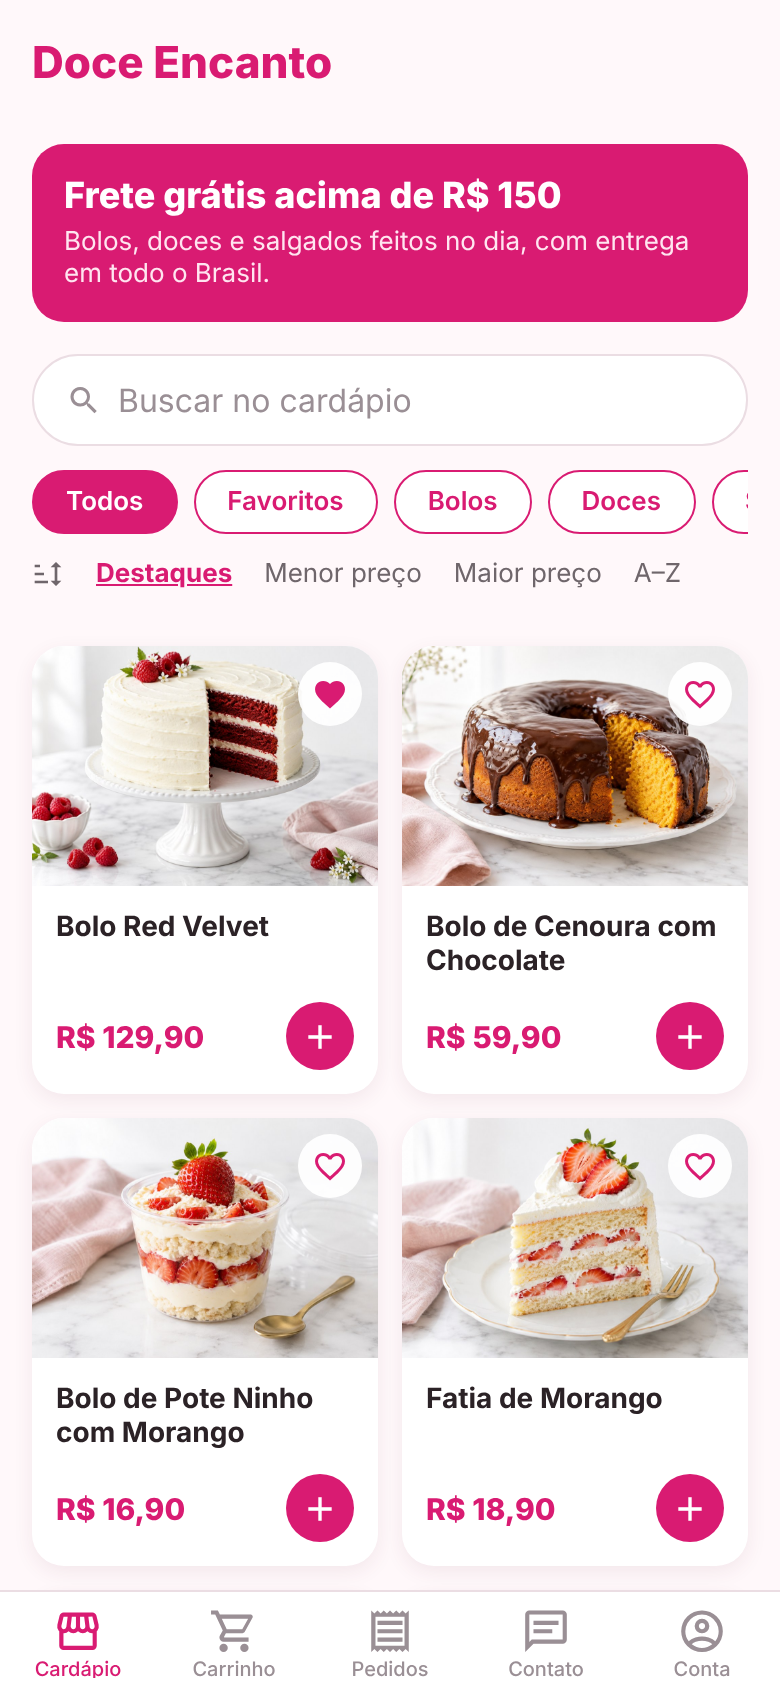 Doce Encanto
Frete grátis acima de R$ 150
Bolos, doces e salgados feitos no dia, com entrega
em todo o Brasil.
Buscar no cardápio
Todos
Favoritos
Bolos
Doces
Destaques
Menor preço
Maior preço
A–Z
Bolo Red Velvet
R$ 129,90
Bolo de Cenoura com
Chocolate
R$ 59,90
Bolo de Pote Ninho
com Morango
R$ 16,90
Fatia de Morango
R$ 18,90
Cardápio
Carrinho
Pedidos
Contato
Conta